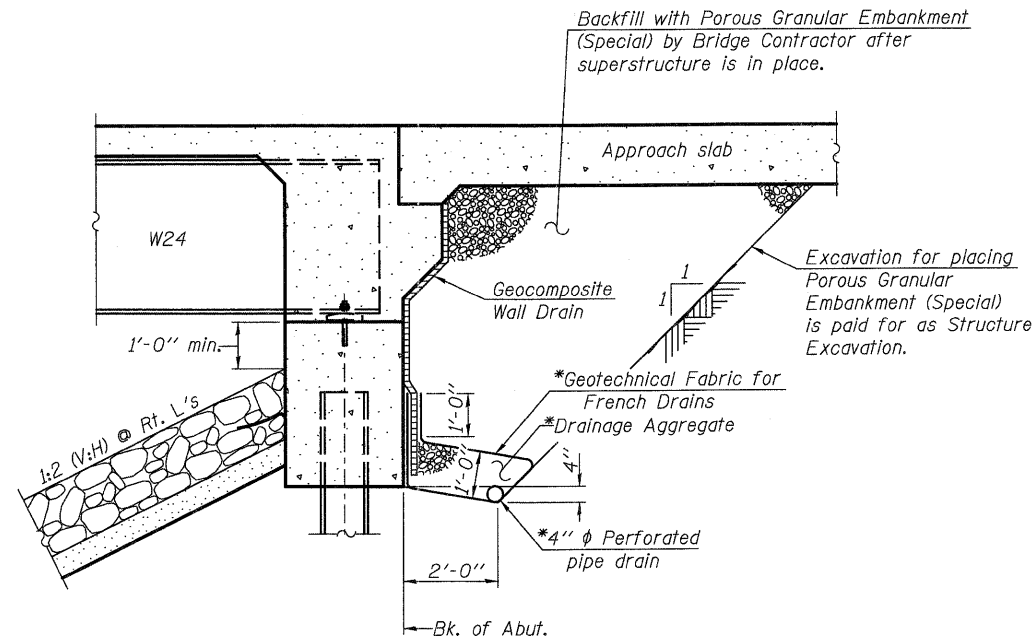 Backfill with Porous Granular Embankment
(Special) by Bridge Contractor after
superstructure is in place.
Approach slab
W24
Geocomposite
Wall Drain
1
1
Excavation for placing
Porous Granular
Embankment (Special)
is paid for as Structure
Excavation.
1'-0" min.
*Geotechnical Fabric for
French Drains
*Drainage Aggregate
1'-0"
1'-0"
4"
1:2 (V:H) @ Rt. L's
*4" ϕ Perforated
pipe drain
2'-0"
Bk. of Abut.